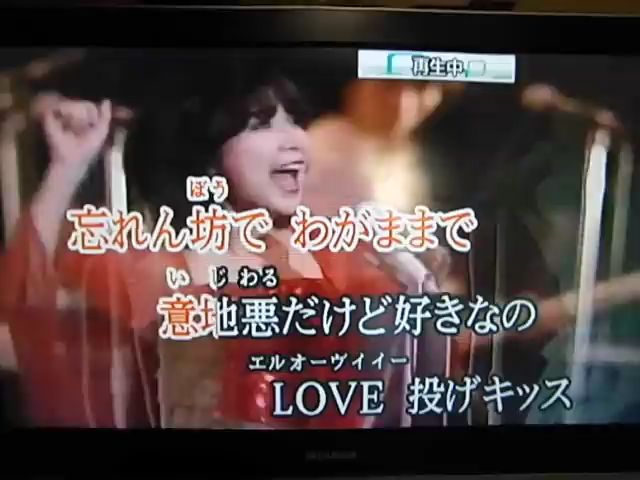 再生中
ぼう
忘れん坊で わがままで
い じ わる
意地悪だけど好きなの
エルオーヴィイー
LOVE 投げキッス